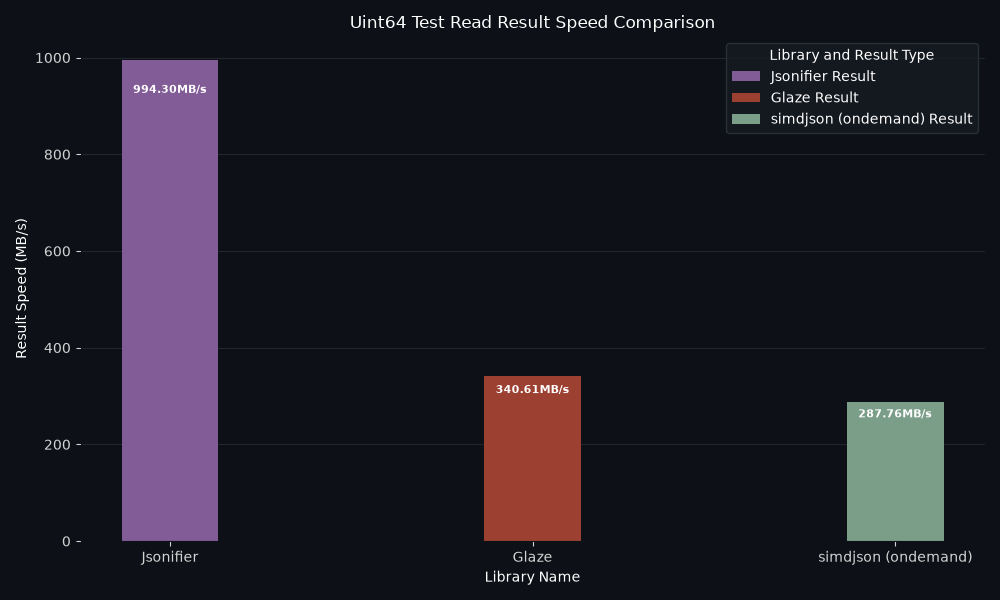 Uint64 Test Read Result Speed Comparison
Library and Result Type
Jsonifier Result
Glaze Result
simdjson (ondemand) Result
Result Speed (MB/s)
1000
800
600
400
200
0
994.30MB/s
340.61MB/s
287.76MB/s
Jsonifier
Glaze
simdjson (ondemand)
Library Name